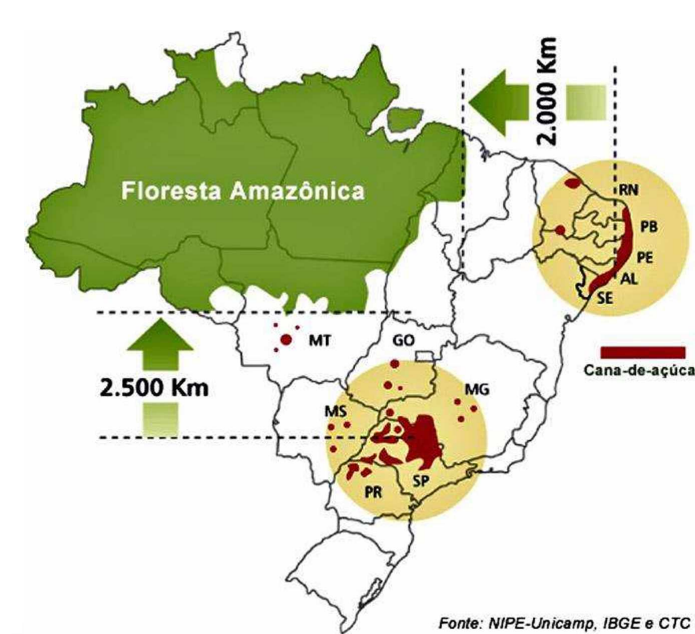 2.000 Km
Floresta Amazônica
RN
PB
PE
AL
SE
MT
GO
Cana-de-açúca
2.500 Km
MS
MG
SP
PR
Fonte: NIPE-Unicamp, IBGE e CTC